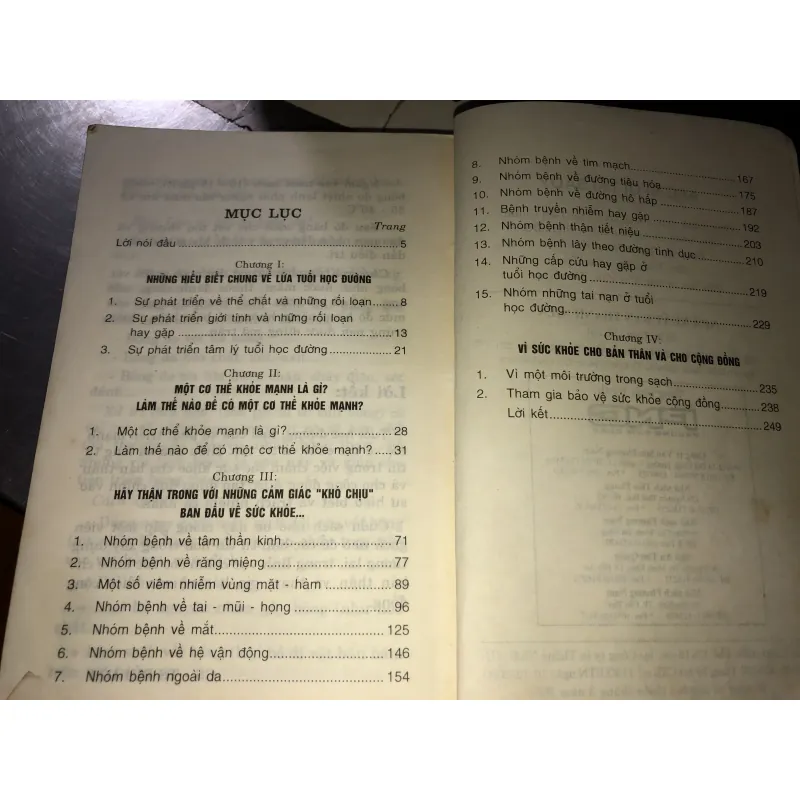 MỤC LỤC
Trang
Lời nói đầu 5
Chương I:
NHỮNG HIỂU BIẾT CHUNG VỀ LỨA TUỔI HỌC ĐƯỜNG
1. Sự phát triển về thể chất và những rối loạn 8
2. Sự phát triển giới tính và những rối loạn
hay gặp 13
3. Sự phát triển tâm lý tuổi học đường 21
Chương II:
MỘT CƠ THỂ KHỎE MẠNH LÀ GÌ?
LÀM THẾ NÀO ĐỂ CÓ MỘT CƠ THỂ KHỎE MẠNH?
1. Một cơ thể khỏe mạnh là gì? 28
2. Làm thế nào để có một cơ thể khỏe mạnh? 31
Chương III:
HÃY THẬN TRONG VỚI NHỮNG CẢM GIÁC "KHÓ CHỊU"
BAN ĐẦU VỀ SỨC KHỎE...
1. Nhóm bệnh về tâm thần kinh 71
2. Nhóm bệnh về răng miệng 77
3. Một số viêm nhiễm vùng mặt - hàm 89
4. Nhóm bệnh về tai - mũi - họng 96
5. Nhóm bệnh về mắt 125
6. Nhóm bệnh về hệ vận động 146
7. Nhóm bệnh ngoài da 154
8. Nhóm bệnh về tim mạch 167
9. Nhóm bệnh về đường tiêu hóa 175
10. Nhóm bệnh về đường hô hấp 187
11. Bệnh truyền nhiễm hay gặp 192
12. Nhóm bệnh thận tiết niệu 203
13. Nhóm bệnh lây theo đường tình dục 210
14. Những cấp cứu hay gặp ở
tuổi học đường 219
15. Nhóm những tai nạn ở tuổi
học đường 229
Chương IV:
VÌ SỨC KHỎE CHO BẢN THÂN VÀ CHO CỘNG ĐỒNG
1. Vì một môi trường trong sạch 235
2. Tham gia bảo vệ sức khỏe cộng đồng 238
Lời kết 249